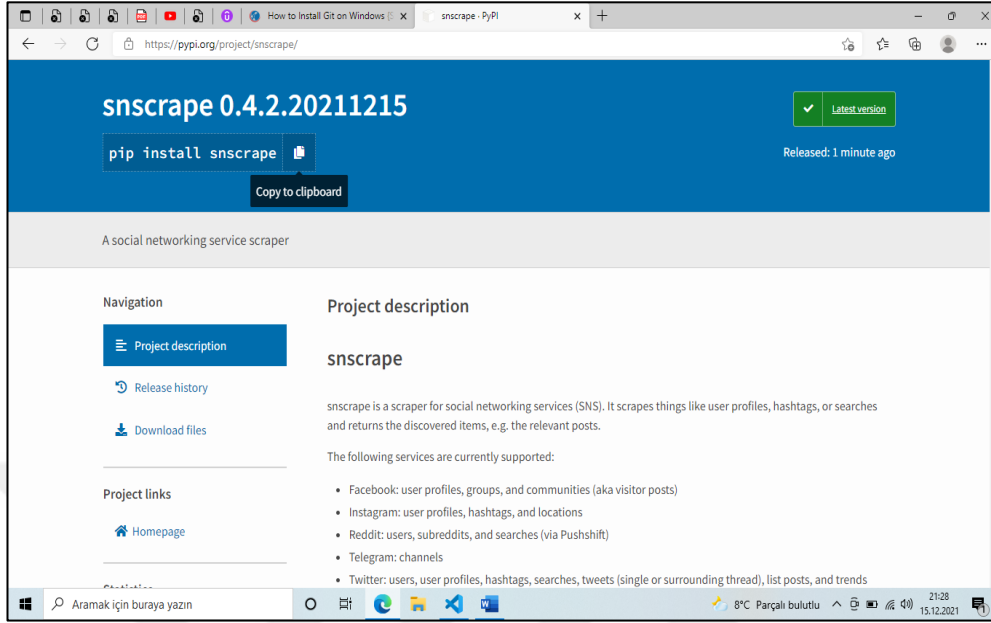 How to Install Git on Windows (S
snscrape · PyPI
https://pypi.org/project/snscrape/
snscrape 0.4.2.20211215
Latest version
pip install snscrape
Released: 1 minute ago
Copy to clipboard
A social networking service scraper
Navigation
Project description
Release history
Download files
Project links
Homepage
Statistics
Project description
snscrape
snscrape is a scraper for social networking services (SNS). It scrapes things like user profiles, hashtags, or searches
and returns the discovered items, e.g. the relevant posts.
The following services are currently supported:
• Facebook: user profiles, groups, and communities (aka visitor posts)
• Instagram: user profiles, hashtags, and locations
• Reddit: users, subreddits, and searches (via Pushshift)
• Telegram: channels
• Twitter: users, user profiles, hashtags, searches, tweets (single or surrounding thread), list posts, and trends
Aramak için buraya yazın
8°C Parçalı bulutlu
21:28
15.12.2021
1